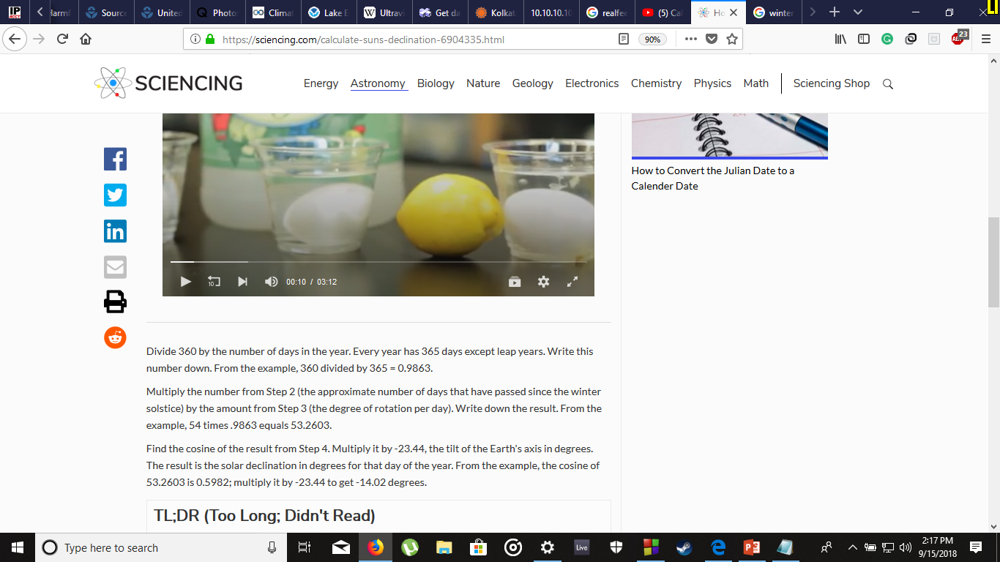 Harmf
Source
United
Photo
Climat
Lake E
Ultravi
Get da
Kolkat
10.10.10.10
realfee
(5) Cal
Ho
winter
https://sciencing.com/calculate-suns-declination-6904335.html
90%
23
SCIENCING
Energy Astronomy Biology Nature Geology Electronics Chemistry Physics Math Sciencing Shop
10 00:10 / 03:12
How to Convert the Julian Date to a
Calender Date
Divide 360 by the number of days in the year. Every year has 365 days except leap years. Write this
number down. From the example, 360 divided by 365 = 0.9863.
Multiply the number from Step 2 (the approximate number of days that have passed since the winter
solstice) by the amount from Step 3 (the degree of rotation per day). Write down the result. From the
example, 54 times .9863 equals 53.2603.
Find the cosine of the result from Step 4. Multiply it by -23.44, the tilt of the Earth's axis in degrees.
The result is the solar declination in degrees for that day of the year. From the example, the cosine of
53.2603 is 0.5982; multiply it by -23.44 to get -14.02 degrees.
TL;DR (Too Long; Didn't Read)
Type here to search
Live
2:17 PM
9/15/2018